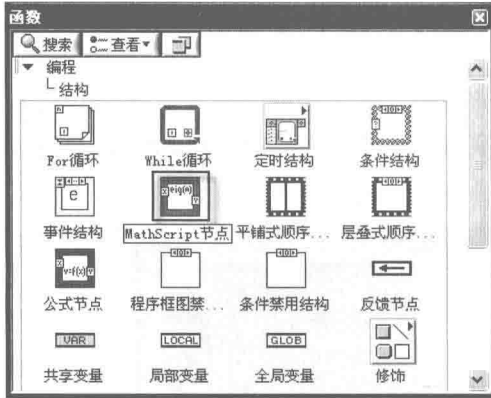 函数
搜索 查看
编程
结构
For循环 While循环 定时结构 条件结构
事件结构 MathScript节点 平铺式顺序... 层叠式顺序...
公式节点 程序框图禁... 条件禁用结构 反馈节点
VAR LOCAL GLOB
共享变量 局部变量 全局变量 修饰